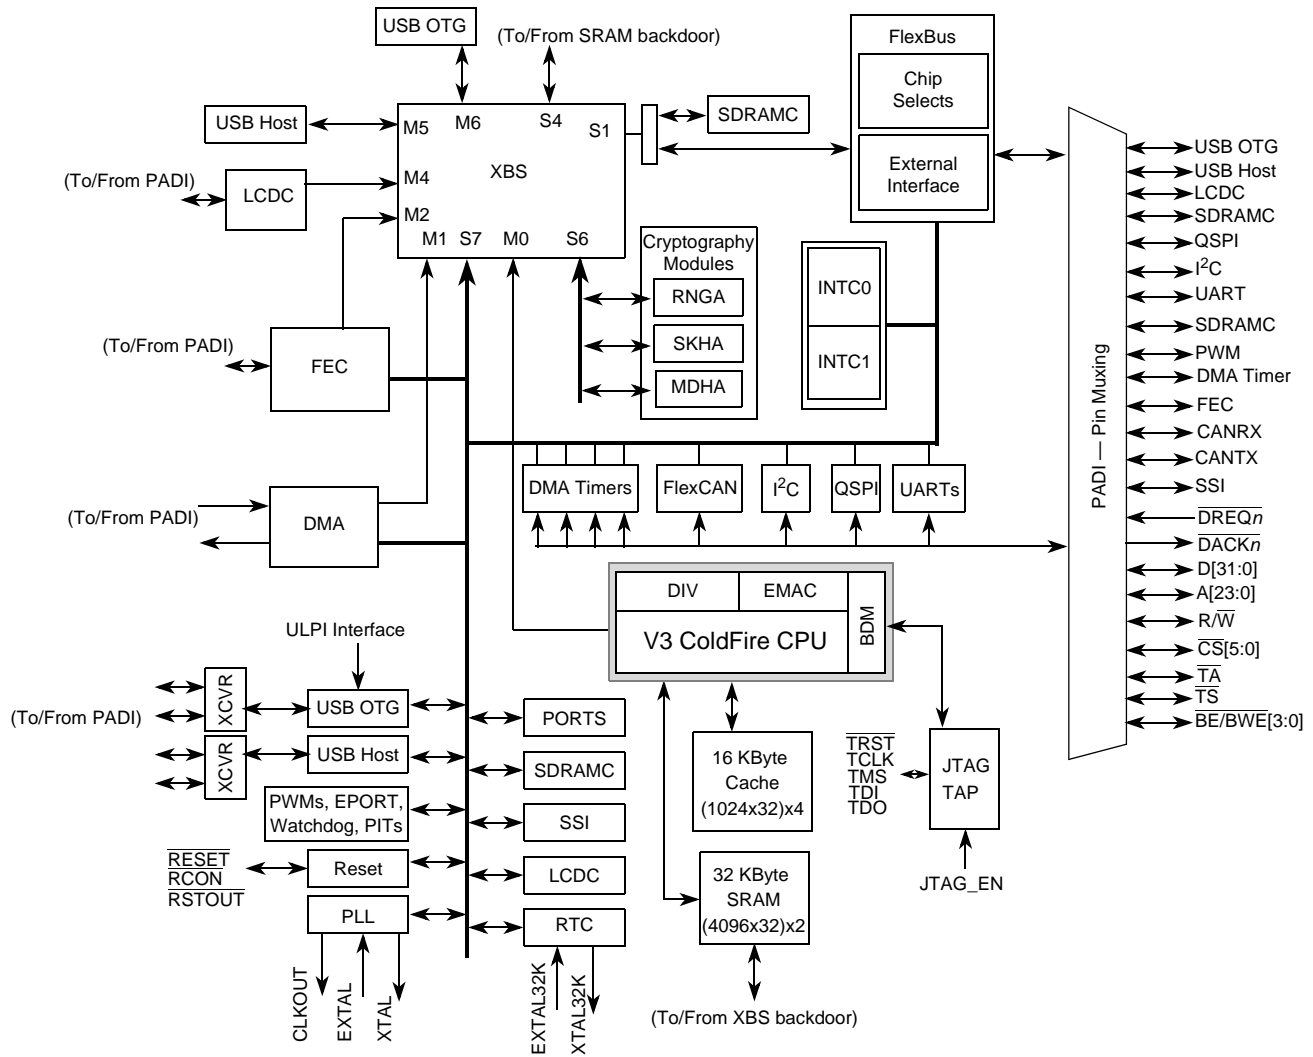 USB OTG
(To/From SRAM backdoor)
FlexBus
Chip
Selects
External
Interface
USB Host
M5
M6
S4
S1
SDRAMC
XBS
(To/From PADI)
LCDC
M4
M2
M1
S7
M0
S6
Cryptography
Modules
RNGA
SKHA
MDHA
INTC0
INTC1
(To/From PADI)
FEC
DMA Timers
FlexCAN
I²C
QSPI
UARTs
(To/From PADI)
DMA
DIV
EMAC
BDM
V3 ColdFire CPU
ULPI Interface
XCVR
USB OTG
(To/From PADI)
XCVR
USB Host
PWMs, EPORT,
Watchdog, PITs
RESET
RCON
RSTOUT
Reset
PLL
CLKOUT
EXTAL
XTAL
PORTS
SDRAMC
SSI
LCDC
RTC
EXTAL32K
XTAL32K
16 KByte
Cache
(1024x32)x4
32 KByte
SRAM
(4096x32)x2
(To/From XBS backdoor)
TRST
TCLK
TMS
TDI
TDO
JTAG
TAP
JTAG_EN
PADI — Pin Muxing
USB OTG
USB Host
LCDC
SDRAMC
QSPI
I²C
UART
SDRAMC
PWM
DMA Timer
FEC
CANRX
CANTX
SSI
DREQn
DACKn
D[31:0]
A[23:0]
R/W
CS[5:0]
TA
TS
BE/BWE[3:0]